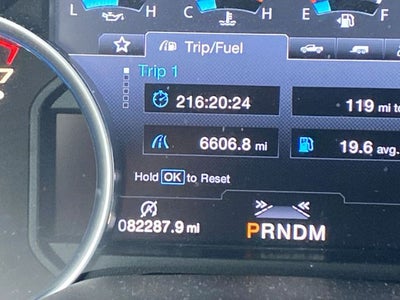 L H C H E F
Trip/Fuel
Trip 1
216:20:24 119 mi to
6606.8 mi 19.6 avg.
Hold OK to Reset
082287.9 mi PRNDM